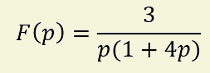 F(p) = 3 / p(1 + 4p)